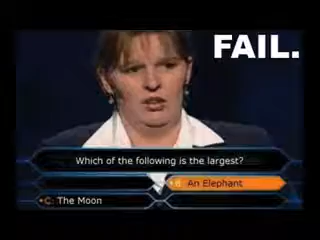 FAIL.
Which of the following is the largest?
B: An Elephant
C: The Moon